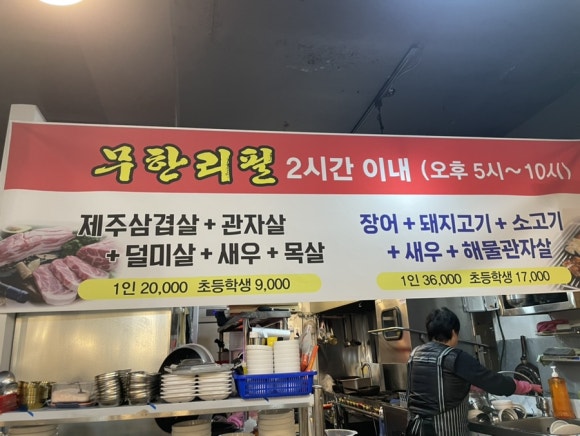 무한리필 2시간 이내 (오후 5시~10시)
제주삼겹살 + 관자살
+ 덜미살 + 새우 + 목살
1인 20,000 초등학생 9,000
장어 + 돼지고기 + 소고기
+ 새우 + 해물관자살
1인 36,000 초등학생 17,000